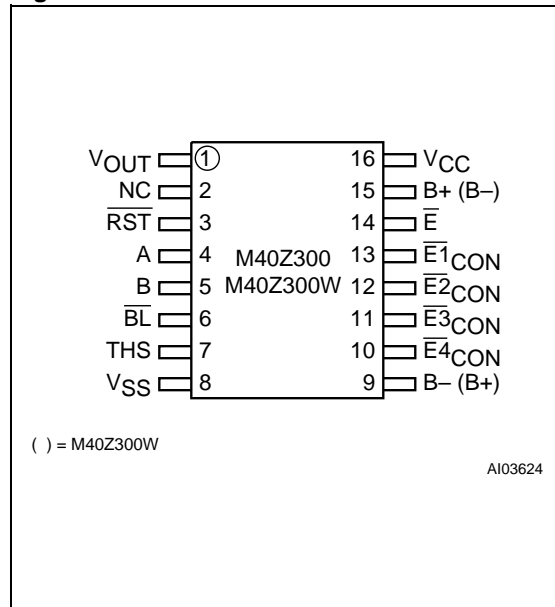 VOUT 1 16 VCC
NC 2 15 B+ (B–)
RST 3 14 E
A 4 M40Z300 13 E1CON
B 5 M40Z300W 12 E2CON
BL 6 11 E3CON
THS 7 10 E4CON
VSS 8 9 B– (B+)
( ) = M40Z300W
AI03624